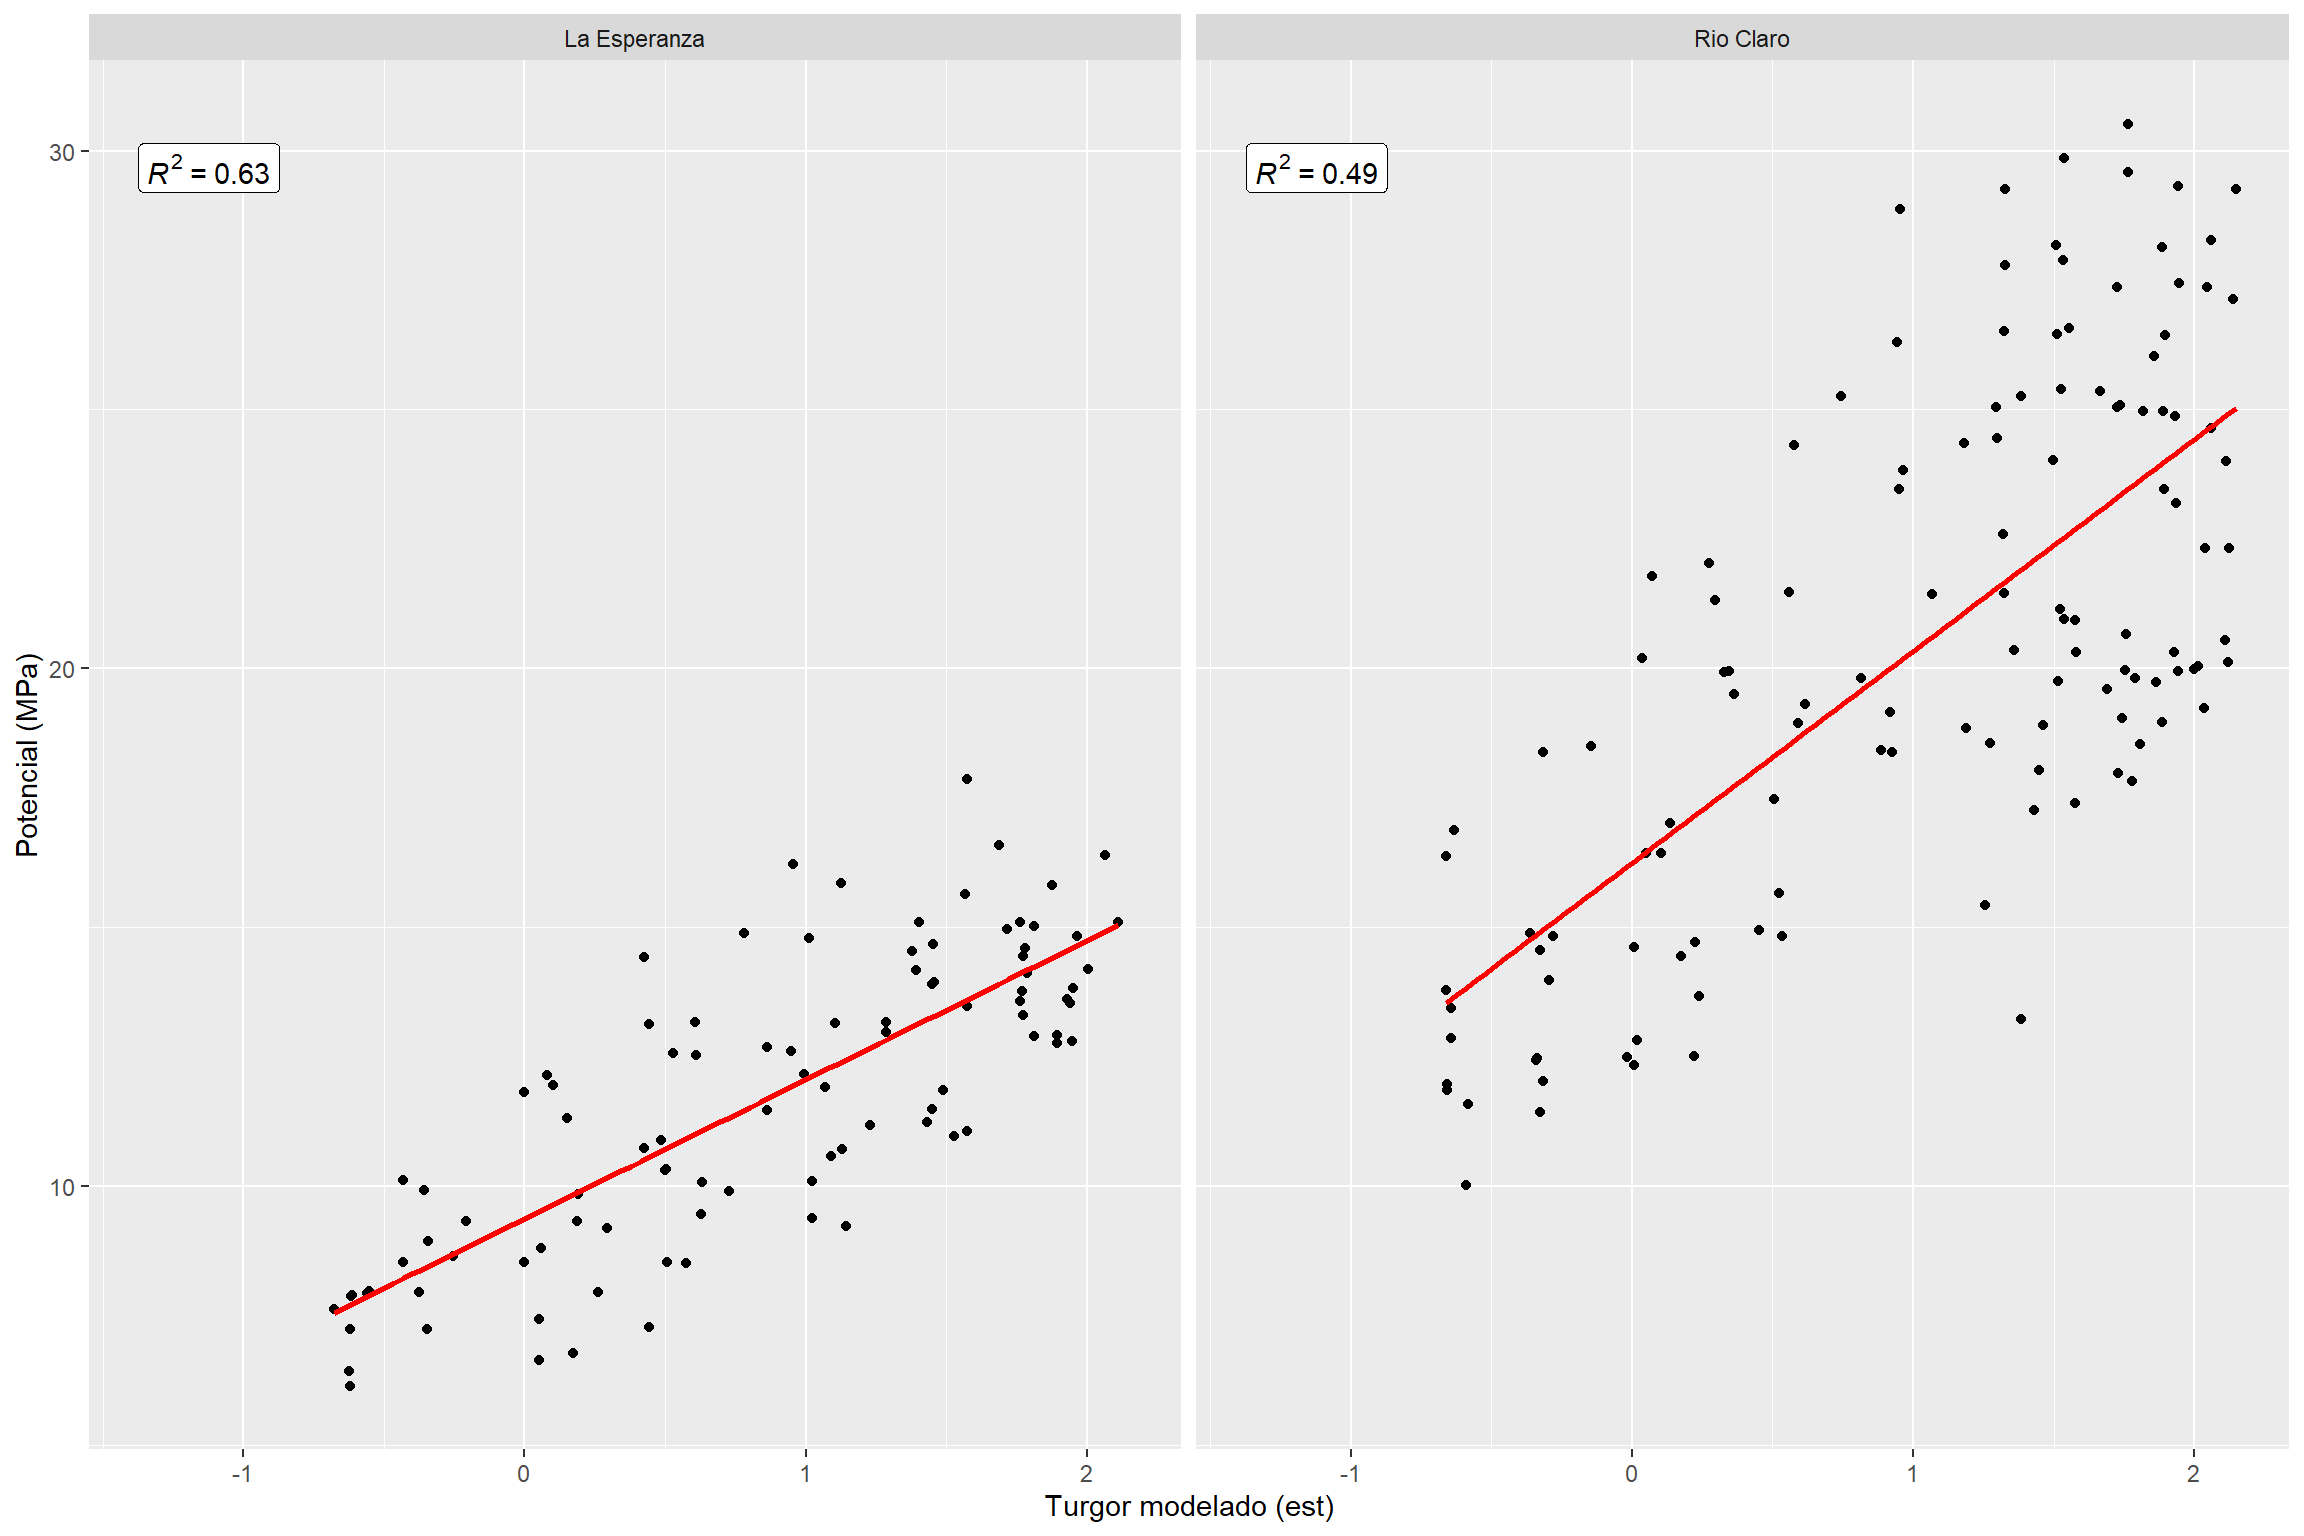 La Esperanza
Rio Claro
R² = 0.63
R² = 0.49
Potencial (MPa)
30
20
10
-1 0 1 2
-1 0 1 2
Turgor modelado (est)